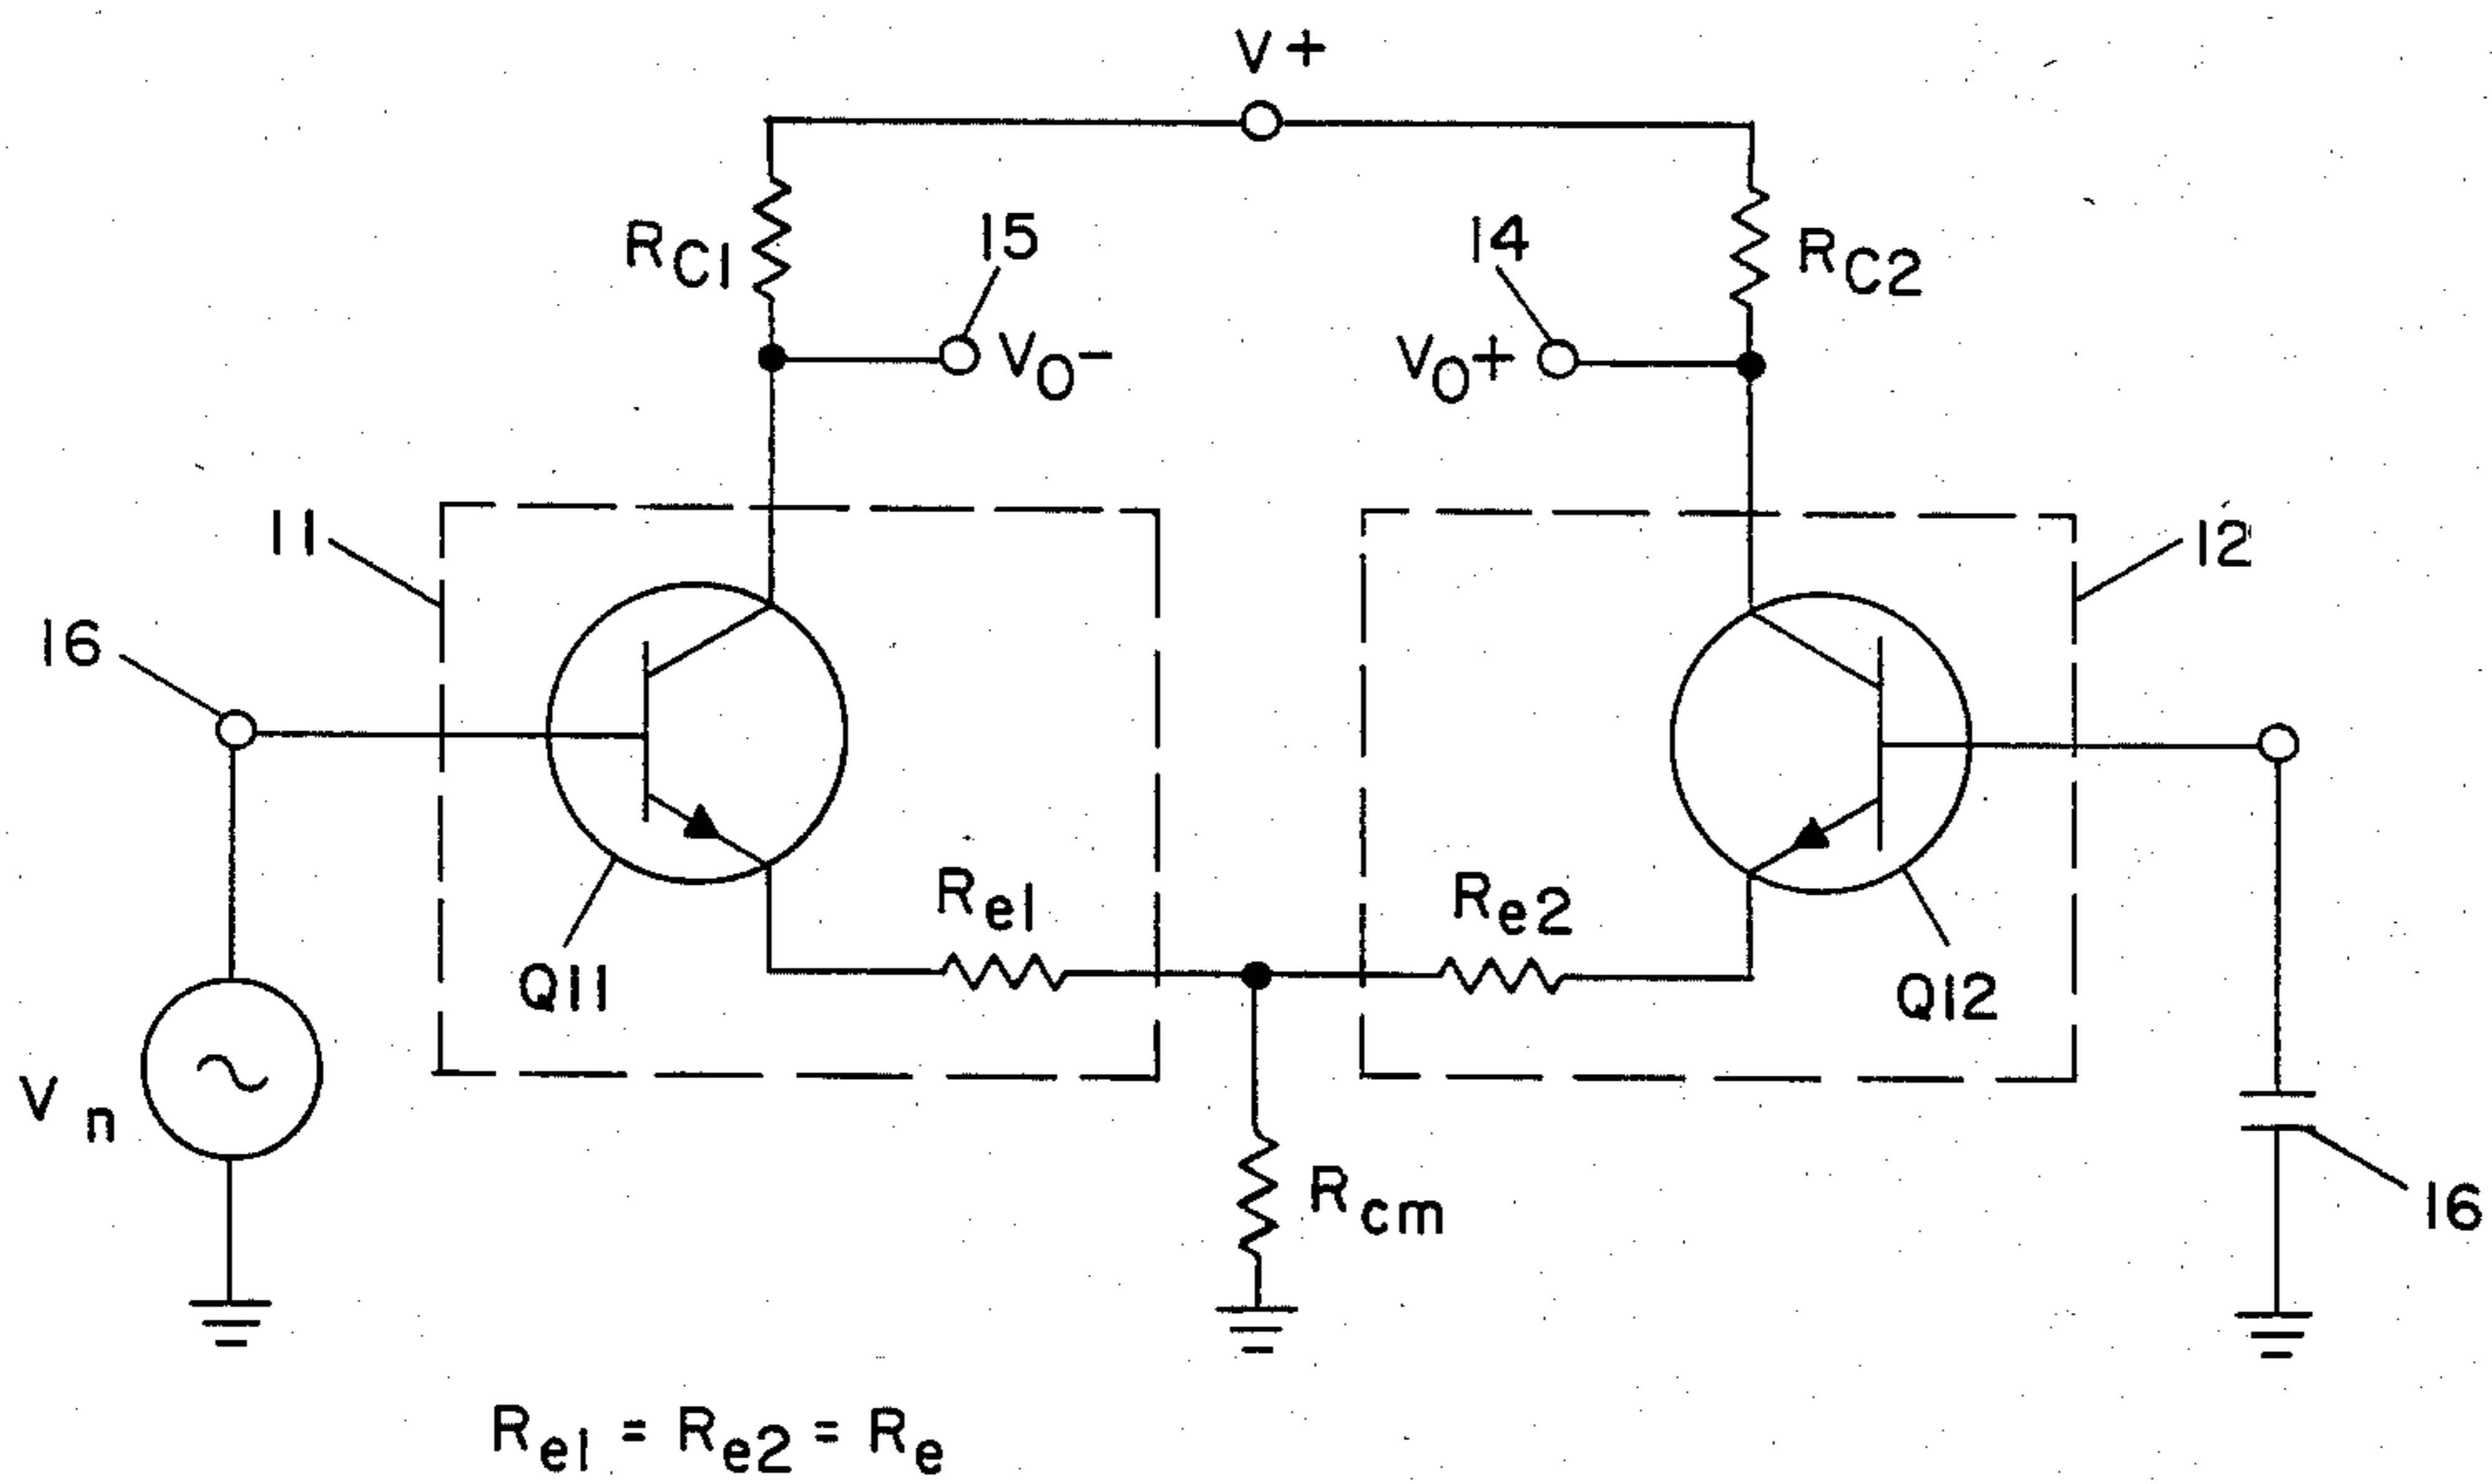 V+
RC1
15
14
RC2
VO-
VO+
11
12
16
Re1
Re2
Q11
Q12
Vn
Rcm
16
Re1 = Re2 = Re